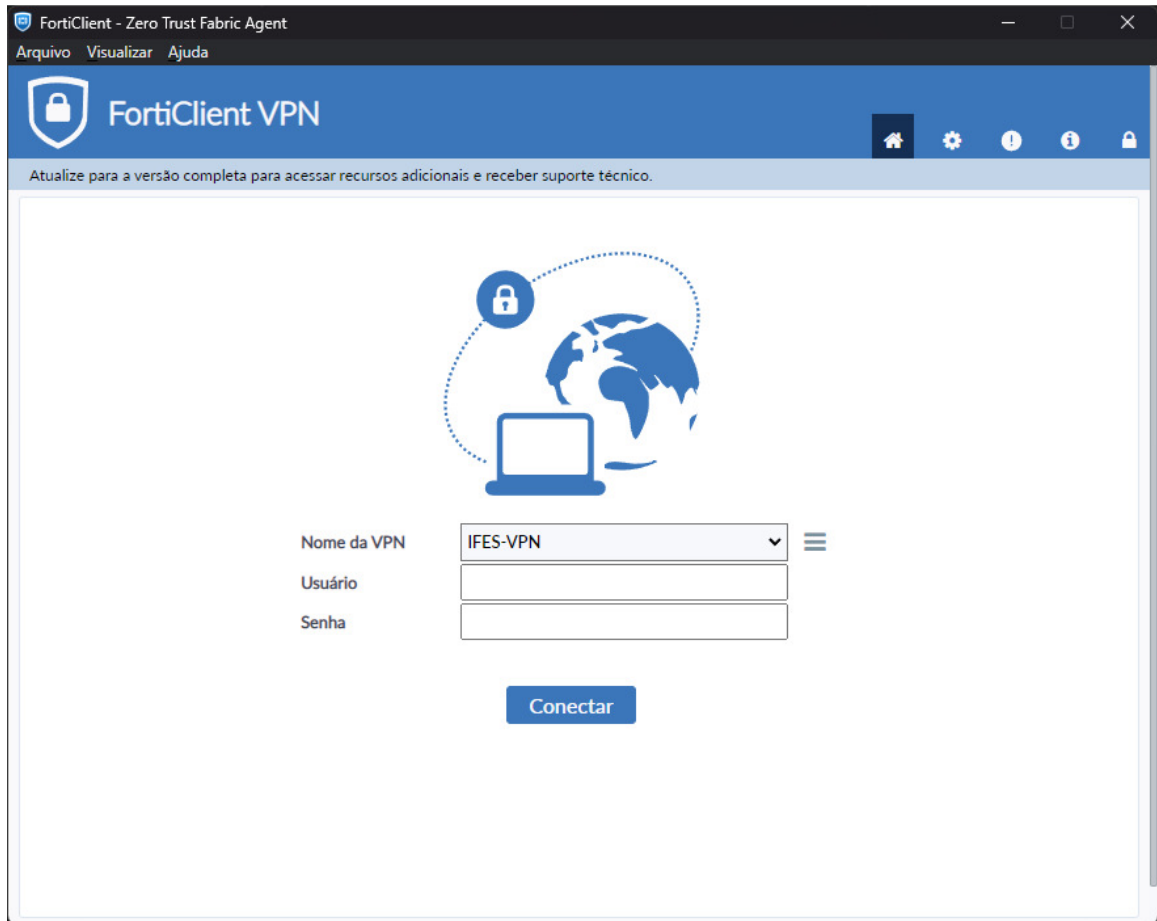 FortiClient - Zero Trust Fabric Agent
Arquivo Visualizar Ajuda
FortiClient VPN
Atualize para a versão completa para acessar recursos adicionais e receber suporte técnico.
Nome da VPN IFES-VPN
Usuário
Senha
Conectar